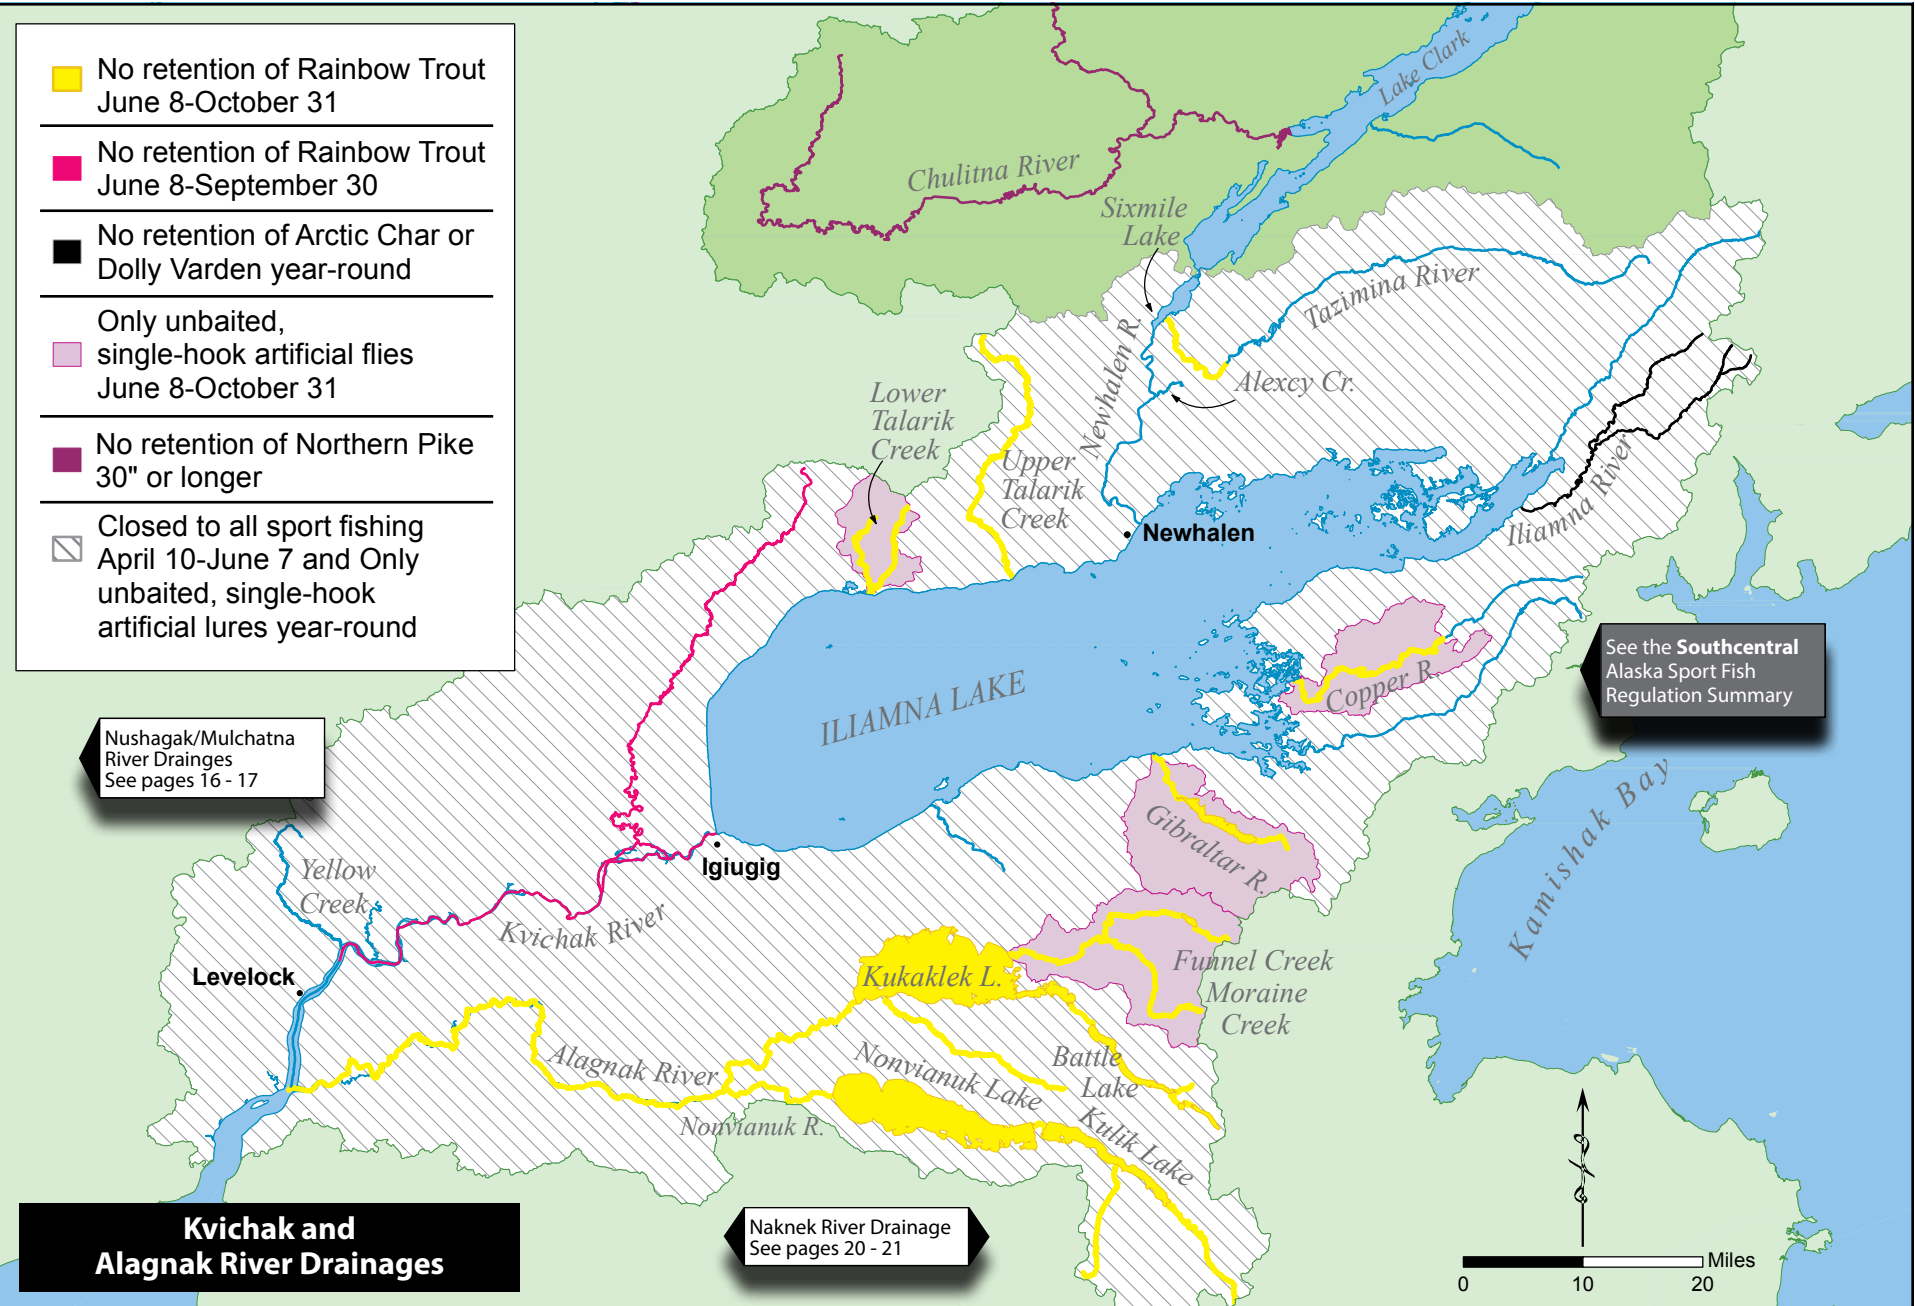 No retention of Rainbow Trout
June 8-October 31
No retention of Rainbow Trout
June 8-September 30
No retention of Arctic Char or
Dolly Varden year-round
Only unbaited,
single-hook artificial flies
June 8-October 31
No retention of Northern Pike
30" or longer
Closed to all sport fishing
April 10-June 7 and Only
unbaited, single-hook
artificial lures year-round
Lake Clark
Chulitna River
Sixmile
Lake
Tazimina River
Newhalen R.
Alexcy Cr.
Lower
Talarik
Creek
Upper
Talarik
Creek
Newhalen
Iliamna River
ILIAMNA LAKE
Copper R.
See the Southcentral
Alaska Sport Fish
Regulation Summary
Nushagak/Mulchatna
River Drainges
See pages 16 - 17
Kamishak Bay
Gibraltar R.
Igiugig
Yellow
Creek
Kvichak River
Levelock
Kukaklek L.
Funnel Creek
Moraine
Creek
Alagnak River
Nonvianuk Lake
Battle
Lake
Nonvianuk R.
Kulik Lake
Kvichak and
Alagnak River Drainages
Naknek River Drainage
See pages 20 - 21
Miles
0 10 20